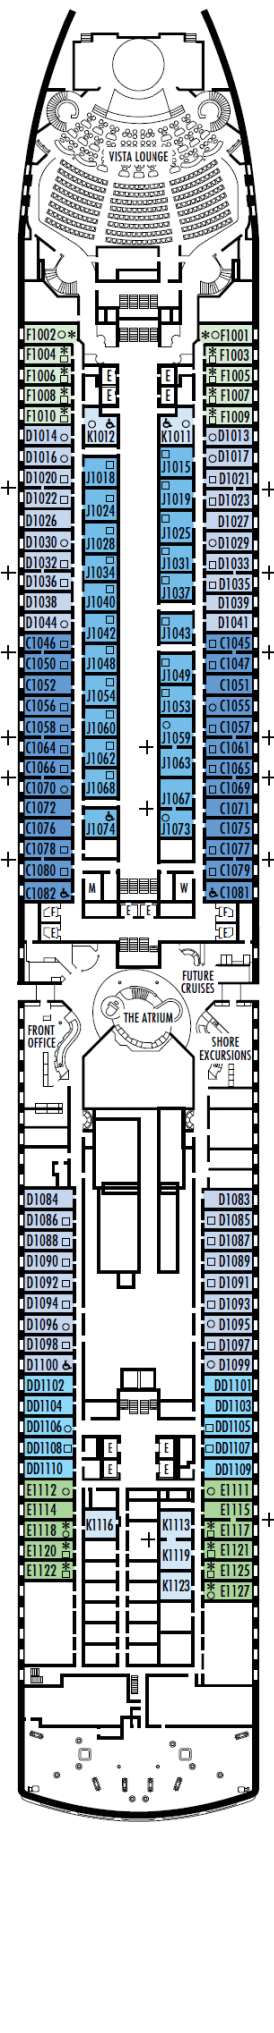 VISTA LOUNGE
F1002 F1001
F1004 E E F1003
F1006 F1005
F1008 E E F1007
F1010 F1009
D1014 K1012 K1011 D1013
D1016 J1015 D1017
D1020 J1018 D1021
D1022 J1019 D1023
D1026 J1024 J1025 D1027
D1030 J1028 D1029
D1032 J1031 D1033
D1036 J1034 J1037 D1035
D1038 J1040 D1039
D1044 J1042 J1043 D1041
C1046 C1045
C1050 J1048 J1049 C1047
C1052 J1054 C1051
C1056 J1053 C1055
C1058 J1060 J1059 C1057
C1064 J1062 J1063 C1061
C1066 C1065
C1070 J1068 C1069
C1072 J1067 C1071
C1076 J1074 J1073 C1075
C1078 C1077
C1080 C1079
C1082 M W C1081
F E E F
E E
FUTURE
CRUISES
THE ATRIUM
FRONT
OFFICE
SHORE
EXCURSIONS
D1084 D1083
D1086 D1085
D1088 D1087
D1090 D1089
D1092 D1091
D1094 D1093
D1096 D1095
D1098 D1097
D1100 D1099
DD1102 DD1101
DD1104 DD1103
DD1106 DD1105
DD1108 E E DD1107
DD1110 E E DD1109
E1112 E1111
E1114 K1116 K1113 E1115
E1118 E1117
E1120 K1119 E1121
E1122 K1123 E1125
E1127